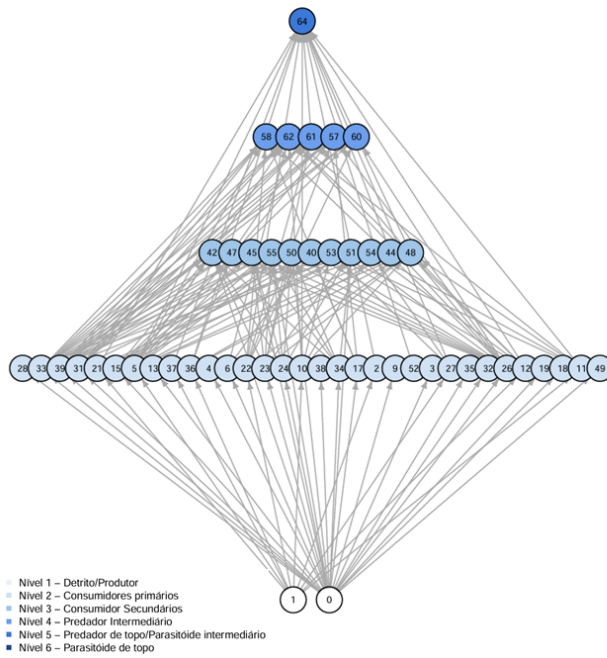 64
58 62 61 57 60
42 47 45 55 50 40 53 51 54 44 48
28 33 39 31 21 15 5 13 37 36 4 6 22 23 24 10 38 34 17 2 9 52 3 27 35 32 26 12 19 18 11 49
1 0
Nível 1 – Detrito/Produtor
Nível 2 – Consumidores primários
Nível 3 – Consumidor Secundários
Nível 4 – Predador Intermediário
Nível 5 – Predador de topo/Parasitóide intermediário
Nível 6 – Parasitóide de topo